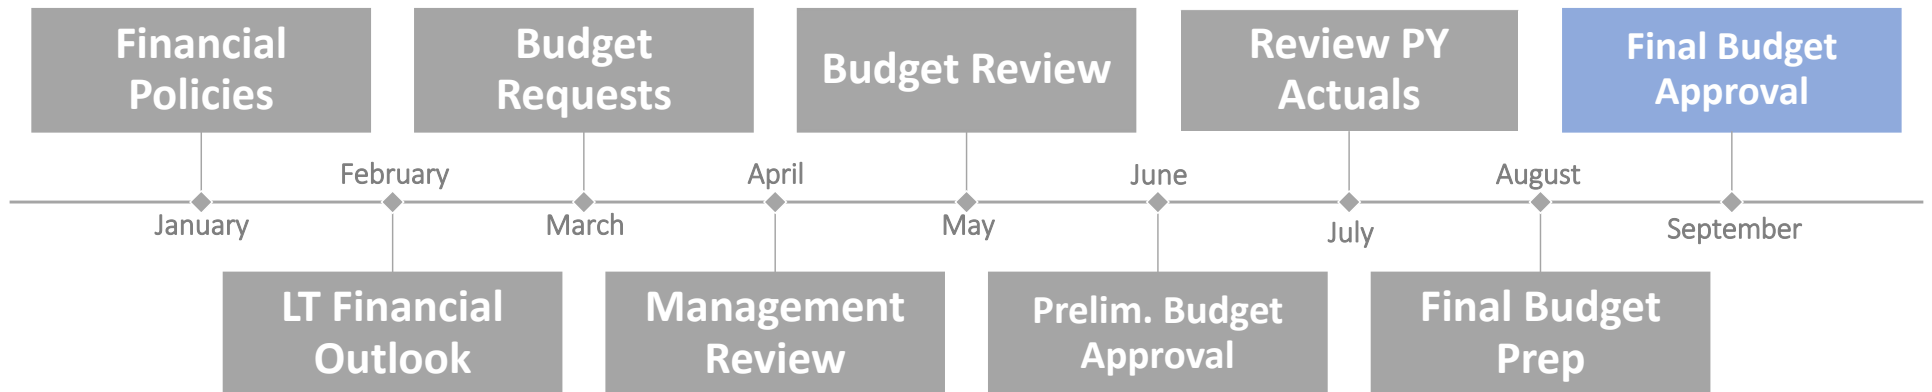 Financial
Policies
Budget
Requests
Budget Review
Review PY
Actuals
Final Budget
Approval
February
April
June
August
January
March
May
July
September
LT Financial
Outlook
Management
Review
Prelim. Budget
Approval
Final Budget
Prep